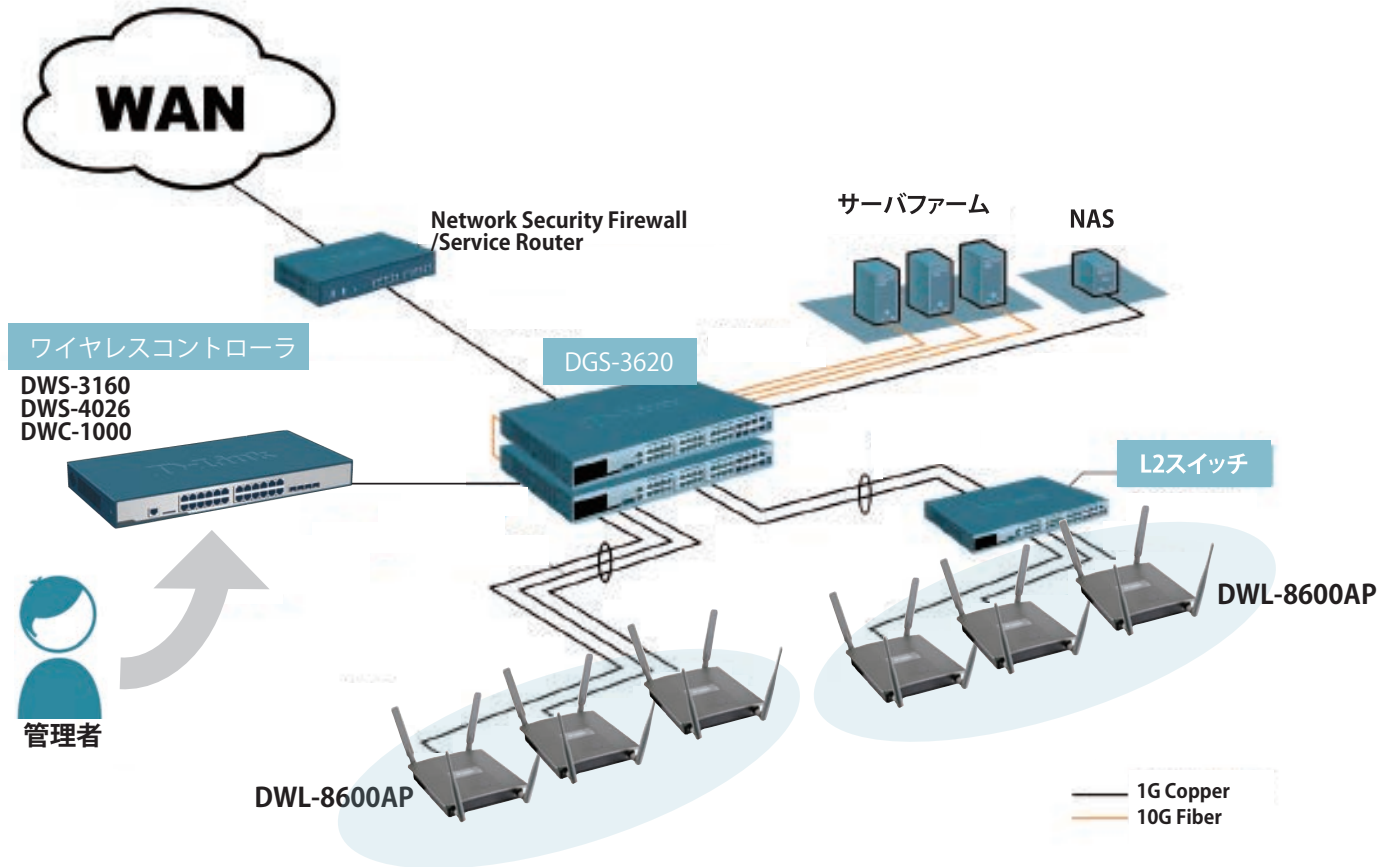 WAN
Network Security Firewall
/Service Router
サーバファーム
NAS
ワイヤレスコントローラ
DWS-3160
DWS-4026
DWC-1000
DGS-3620
D-Link
L2スイッチ
DWL-8600AP
管理者
DWL-8600AP
1G Copper
10G Fiber